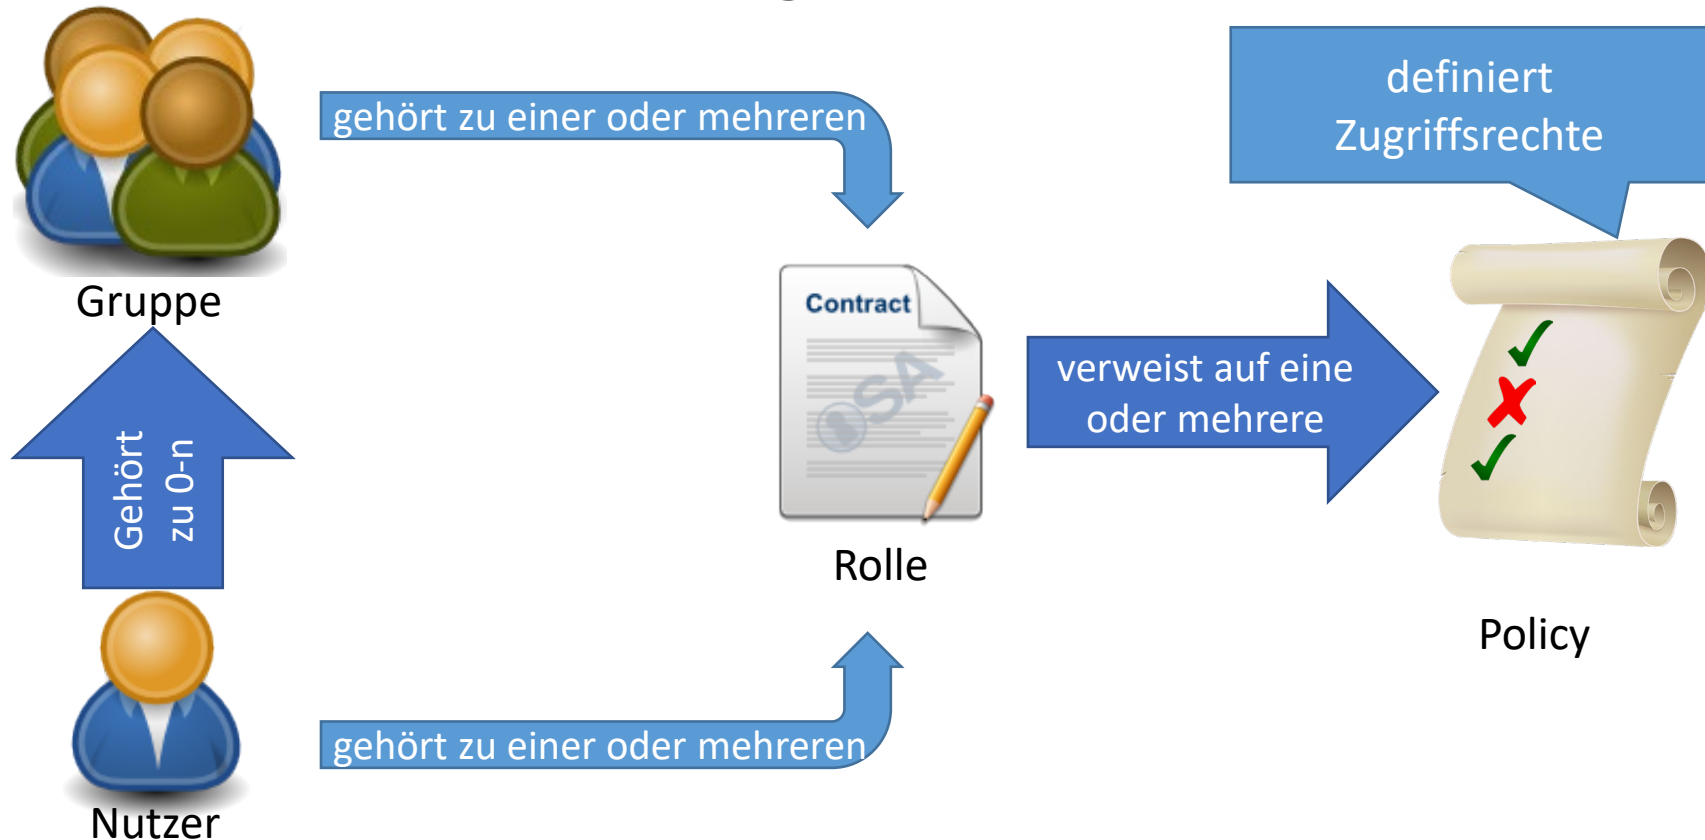 gehört zu einer oder mehreren
definiert
Zugriffsrechte
Gruppe
Contract
OSA
verweist auf eine
oder mehrere
Gehört
zu 0-n
Rolle
Policy
gehört zu einer oder mehreren
Nutzer